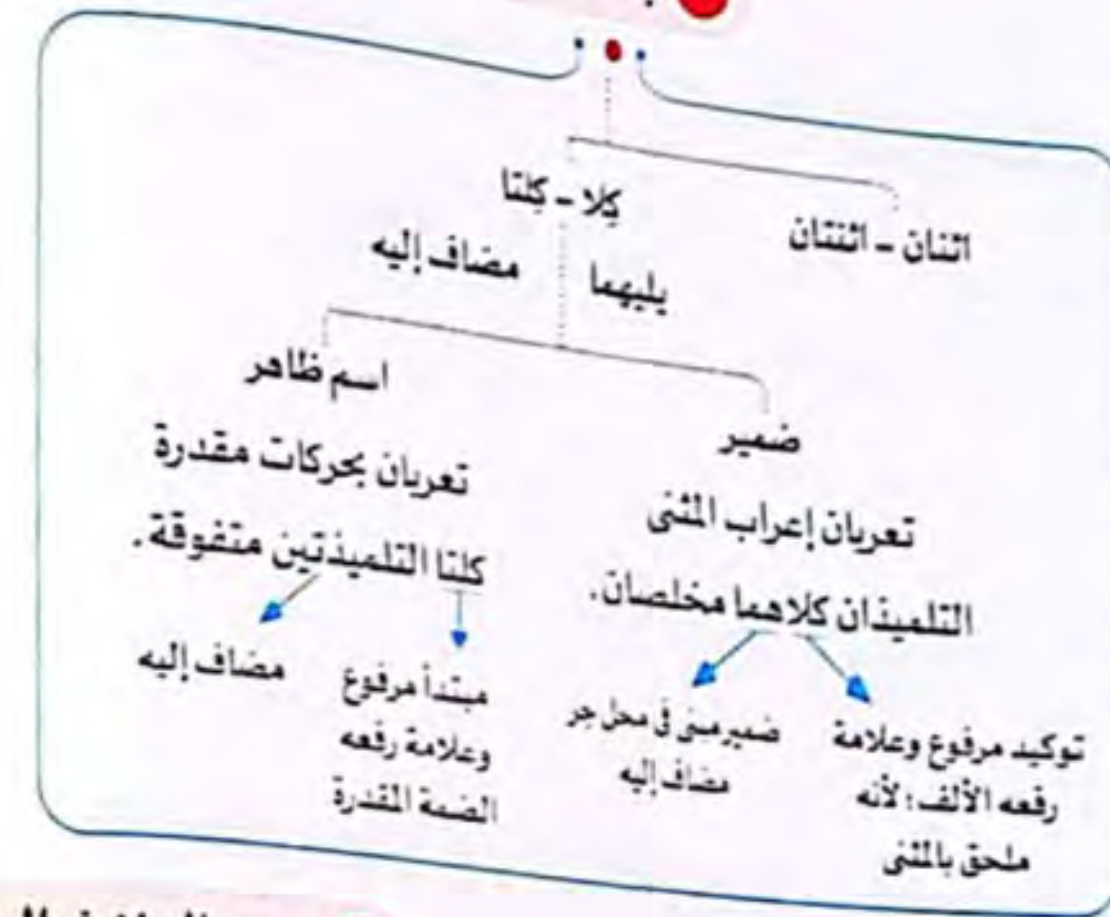 اثنان - اثنتان
كِلا - كِلتا
يليهما مضاف إليه
ضمير
تعربان إعراب المثنى
التلميذان كلاهما مخلصان.
توكيد مرفوع وعلامة
رفعه الألف؛ لأنه
ملحق بالمثنى
ضمير مبنى فى محل جر
مضاف إليه
اسم ظاهر
تعربان بحركات مقدرة
كلتا التلميذتين متفوقة.
مبتدأ مرفوع
وعلامة رفعه
الضمة المقدرة
مضاف إليه